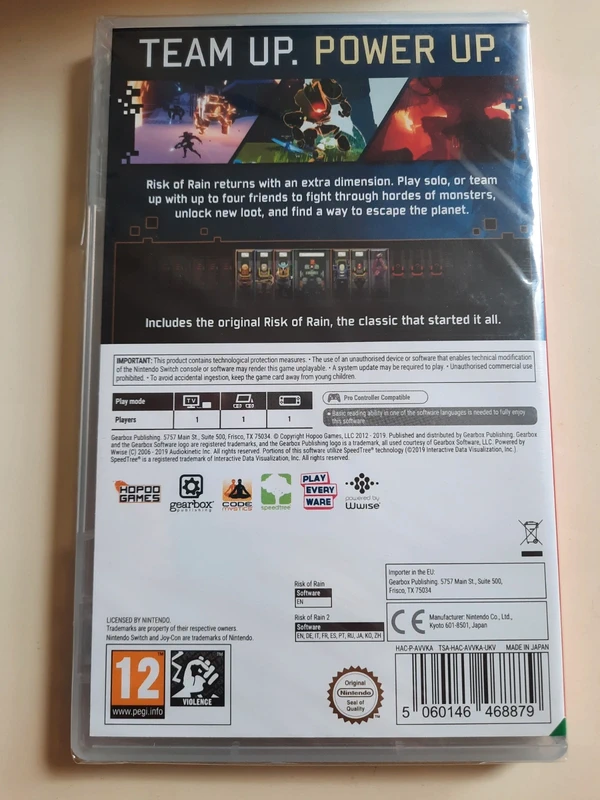 TEAM UP. POWER UP.
Risk of Rain returns with an extra dimension. Play solo, or team
up with up to four friends to fight through hordes of monsters,
unlock new loot, and find a way to escape the planet.
Includes the original Risk of Rain, the classic that started it all.
IMPORTANT: This product contains technological protection measures. • The use of an unauthorised device or software that enables technical modification
of the Nintendo Switch console or software may render this game unplayable. • A system update may be required to play. • Unauthorised commercial use
prohibited. • To avoid accidental ingestion, keep the game card away from young children.
Play mode
TV
Players
1
1
1
Pro Controller Compatible
• Basic reading ability in one of the software languages is needed to fully enjoy
this software
Gearbox Publishing. 5757 Main St., Suite 500, Frisco, TX 75034. © Copyright Hopoo Games, LLC 2012 - 2019. Published and distributed by Gearbox Publishing. Gearbox
and the Gearbox Software logo are registered trademarks, and the Gearbox Publishing logo is a trademark, all used courtesy of Gearbox Software, LLC. Powered by
Wwise (C) 2006 - 2019 Audiokinetic Inc. All rights reserved. Portions of this software utilize SpeedTree® technology (©2019 Interactive Data Visualization, Inc.).
SpeedTree® is a registered trademark of Interactive Data Visualization, Inc. All rights reserved.
HOPOO
GAMES
gearbox
publishing
CODE
MYSTICS
speedtree
PLAY
EVERY
WARE
powered by
Wwise
Risk of Rain
Software
EN
Risk of Rain 2
Software
EN, DE, IT, FR, ES, PT, RU, JA, KO, ZH
Importer in the EU:
Gearbox Publishing. 5757 Main St., Suite 500,
Frisco, TX 75034
CE
Manufacturer: Nintendo Co., Ltd.,
Kyoto 601-8501, Japan
LICENSED BY NINTENDO.
Trademarks are property of their respective owners.
Nintendo Switch and Joy-Con are trademarks of Nintendo.
HAC-P-AVVKA TSA-HAC-AVVKA-UKV MADE IN JAPAN
12
www.pegi.info
VIOLENCE
Original
Nintendo
Seal of
Quality
5 060146 468879